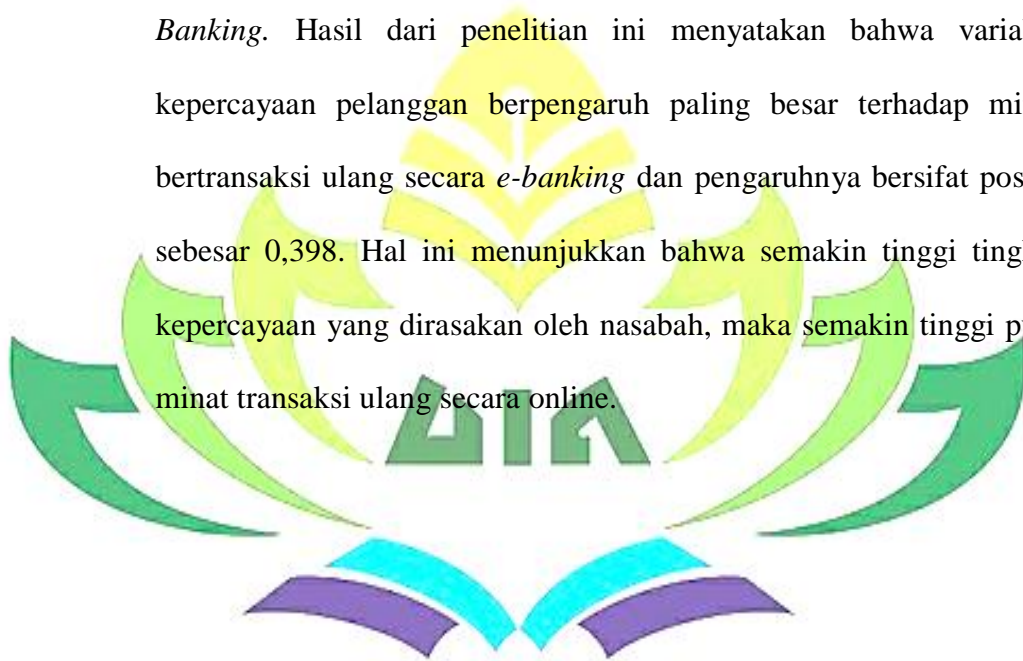 Banking. Hasil dari penelitian ini menyatakan bahwa varia
kepercayaan pelanggan berpengaruh paling besar terhadap mi
bertransaksi ulang secara e-banking dan pengaruhnya bersifat pos
sebesar 0,398. Hal ini menunjukkan bahwa semakin tinggi ting
kepercayaan yang dirasakan oleh nasabah, maka semakin tinggi p
minat transaksi ulang secara online.